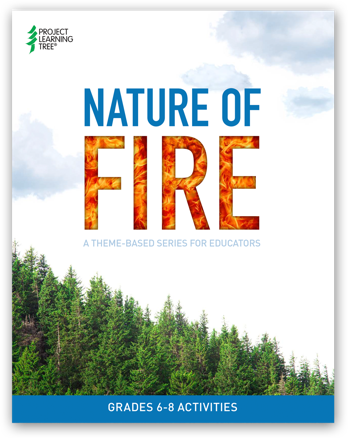 PROJECT
LEARNING
TREE®
NATURE OF
FIRE
A THEME-BASED SERIES FOR EDUCATORS
GRADES 6-8 ACTIVITIES